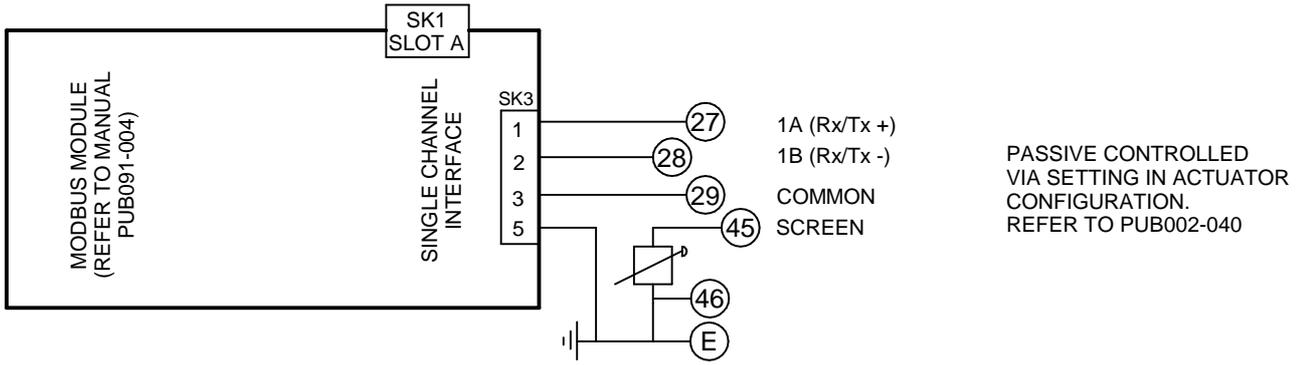 SK1
SLOT A
MODBUS MODULE
(REFER TO MANUAL
PUB091-004)
SINGLE CHANNEL
INTERFACE
SK3
1
2
3
5
27
1A (Rx/Tx +)
28
1B (Rx/Tx -)
29
COMMON
45
SCREEN
46
E
PASSIVE CONTROLLED
VIA SETTING IN ACTUATOR
CONFIGURATION.
REFER TO PUB002-040